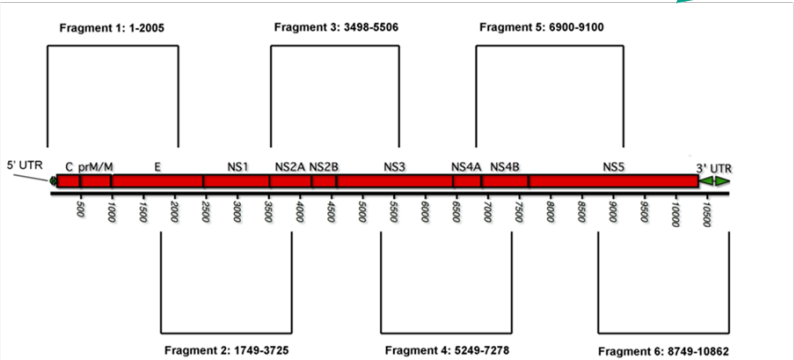 Fragment 1: 1-2005
Fragment 3: 3498-5506
Fragment 5: 6900-9100
5' UTR
C prM/M E NS1 NS2A NS2B NS3 NS4A NS4B NS5 3' UTR
500 1000 1500 2000 2500 3000 3500 4000 4500 5000 5500 6000 6500 7000 7500 8000 8500 9000 9500 10000 10500
Fragment 2: 1749-3725
Fragment 4: 5249-7278
Fragment 6: 8749-10862